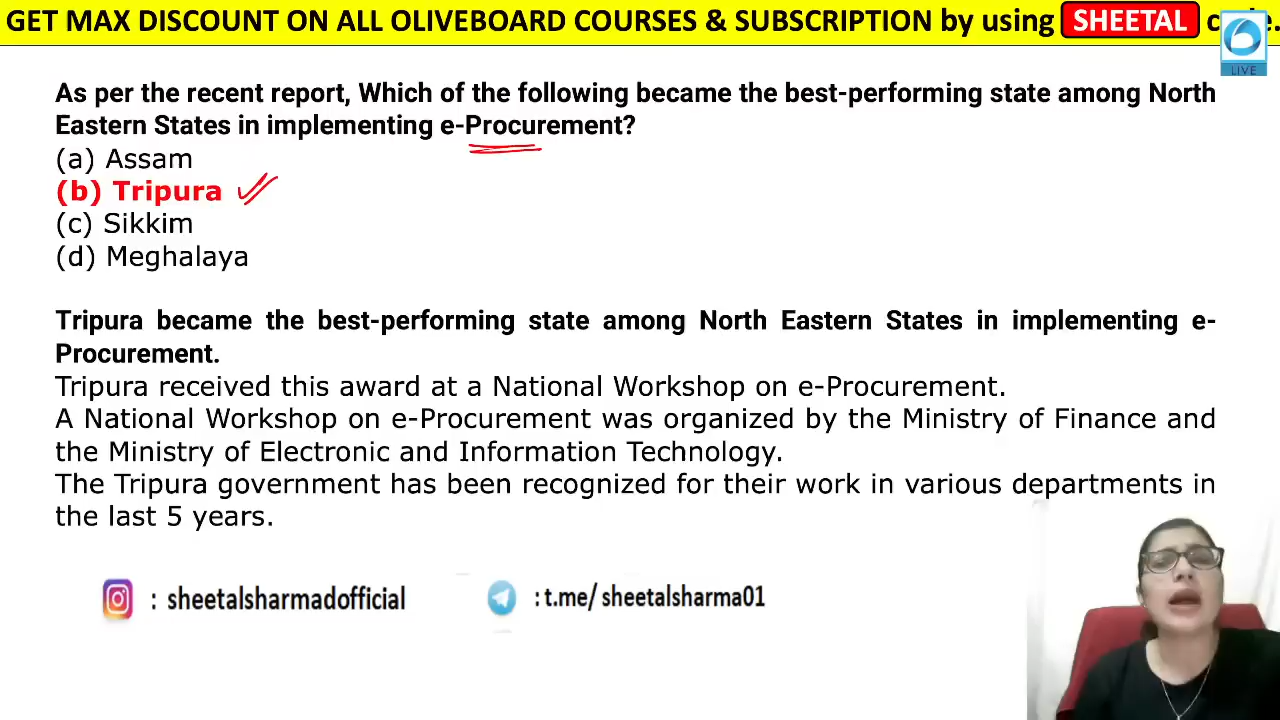 GET MAX DISCOUNT ON ALL OLIVEBOARD COURSES & SUBSCRIPTION by using SHEETAL
LIVE
As per the recent report, Which of the following became the best-performing state among North
Eastern States in implementing e-Procurement?
(a) Assam
(b) Tripura
(c) Sikkim
(d) Meghalaya
Tripura became the best-performing state among North Eastern States in implementing e-
Procurement.
Tripura received this award at a National Workshop on e-Procurement.
A National Workshop on e-Procurement was organized by the Ministry of Finance and
the Ministry of Electronic and Information Technology.
The Tripura government has been recognized for their work in various departments in
the last 5 years.
: sheetalsharmadofficial
: t.me/ sheetalsharma01